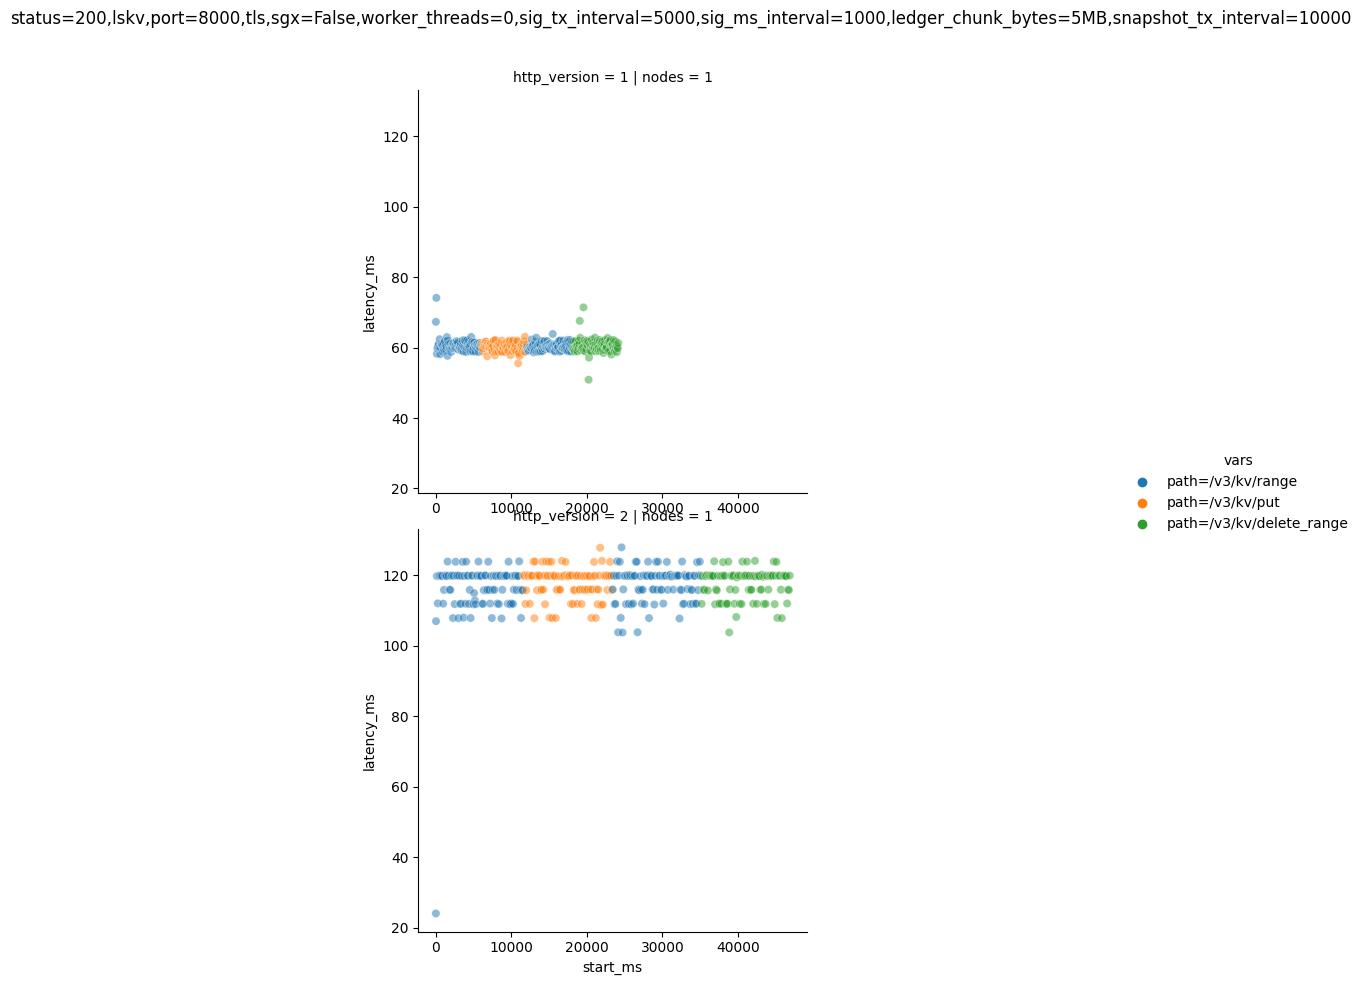 status=200,lskv,port=8000,tls,sgx=False,worker_threads=0,sig_tx_interval=5000,sig_ms_interval=1000,ledger_chunk_bytes=5MB,snapshot_tx_interval=10000
http_version = 1 | nodes = 1
120
100
80
60
40
20
latency_ms
0 10000 20000 30000 40000
http_version = 2 | nodes = 1
120
100
80
60
40
20
latency_ms
0 10000 20000 30000 40000
start_ms
vars
path=/v3/kv/range
path=/v3/kv/put
path=/v3/kv/delete_range